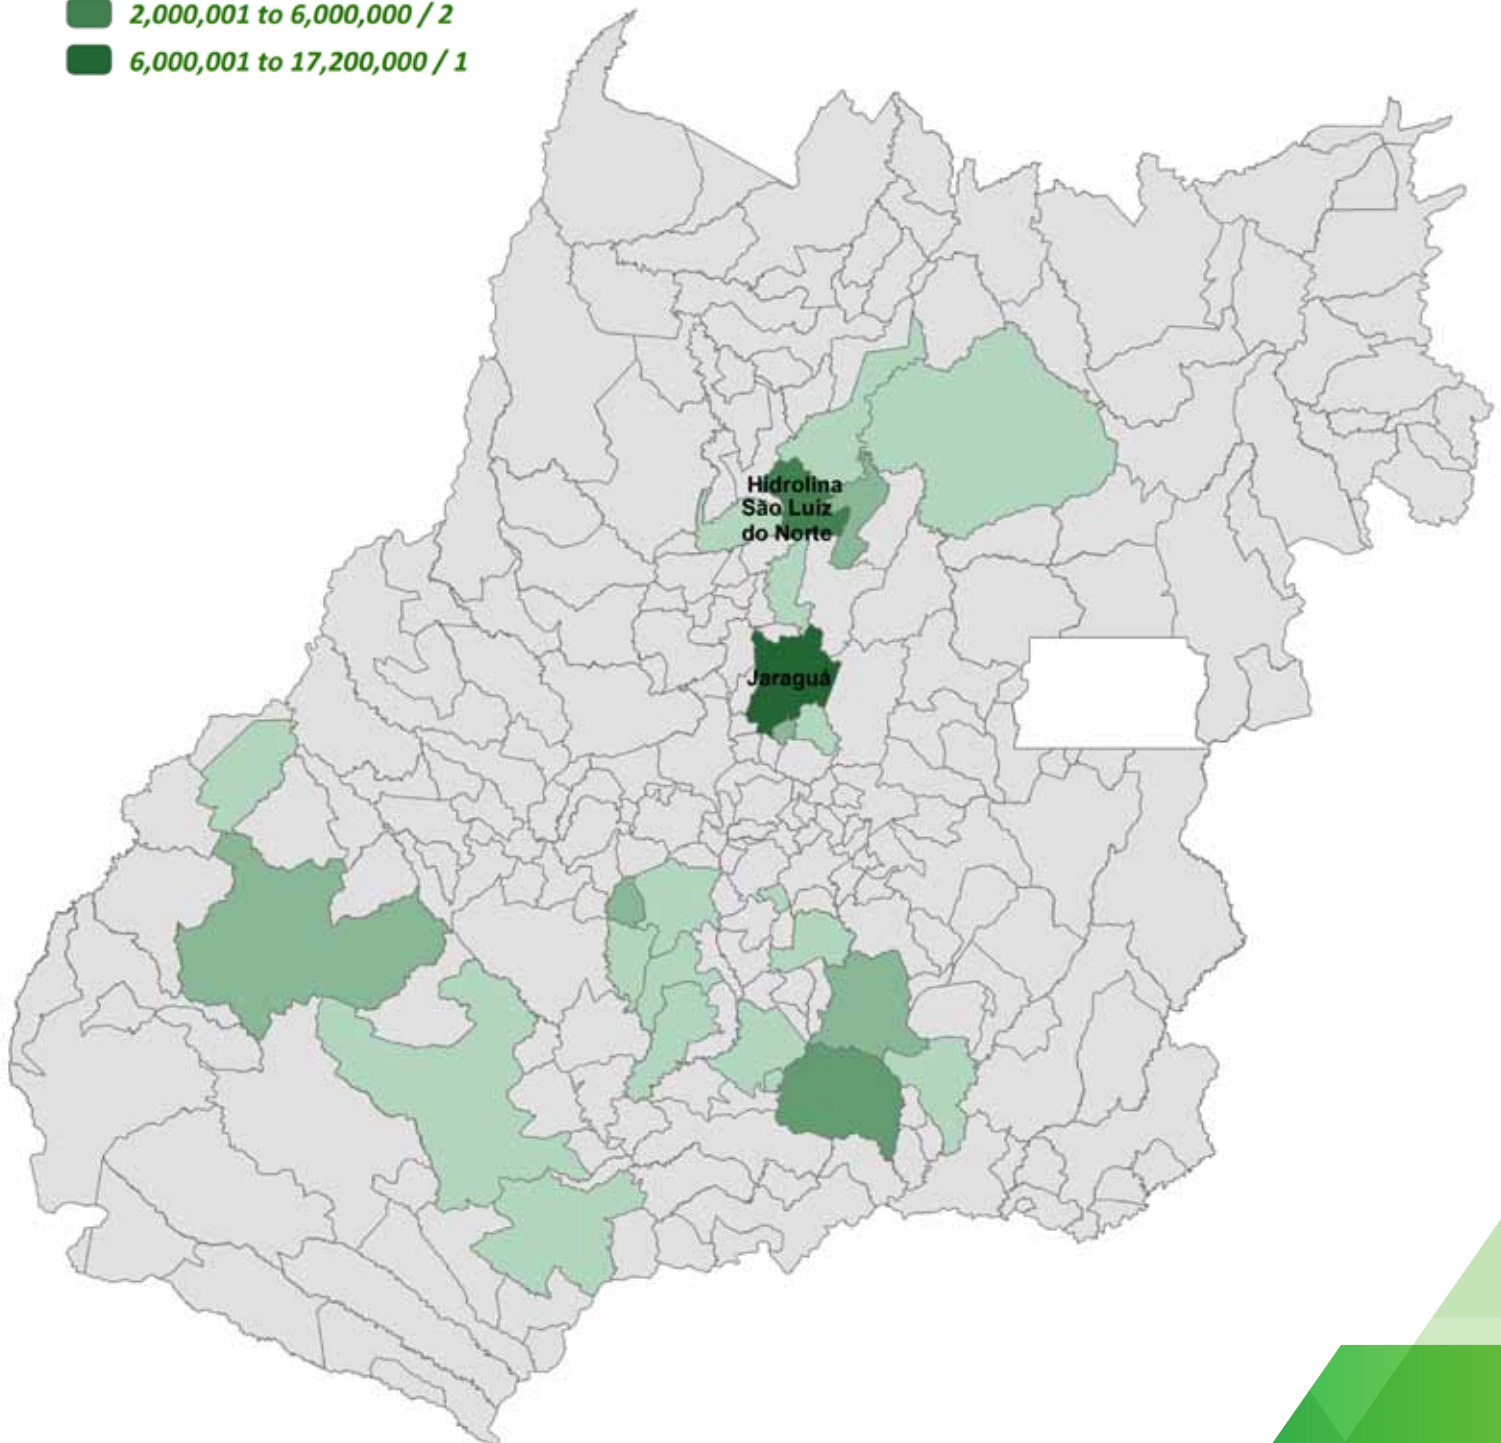 2,000,001 to 6,000,000 / 2
6,000,001 to 17,200,000 / 1
Hidrolina
São Luíz
do Norte
Jaraguá